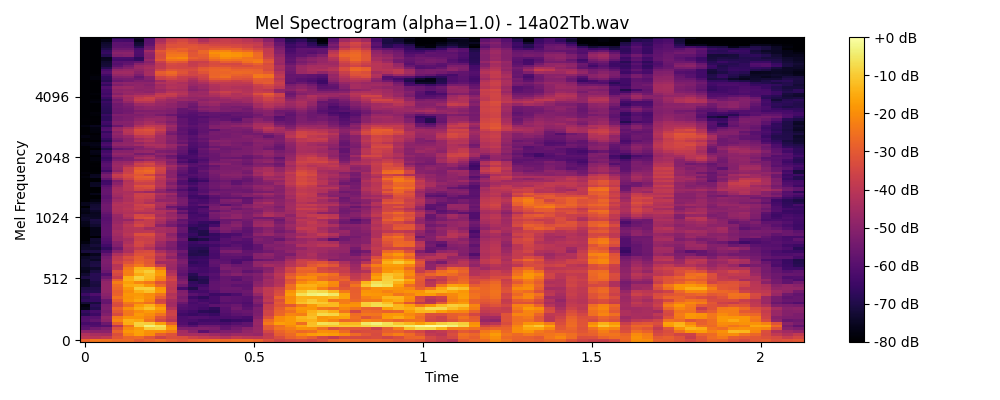 Mel Spectrogram (alpha=1.0) - 14a02Tb.wav
Mel Frequency
4096
2048
1024
512
0
0
0.5
1
1.5
2
Time
+0 dB
-10 dB
-20 dB
-30 dB
-40 dB
-50 dB
-60 dB
-70 dB
-80 dB